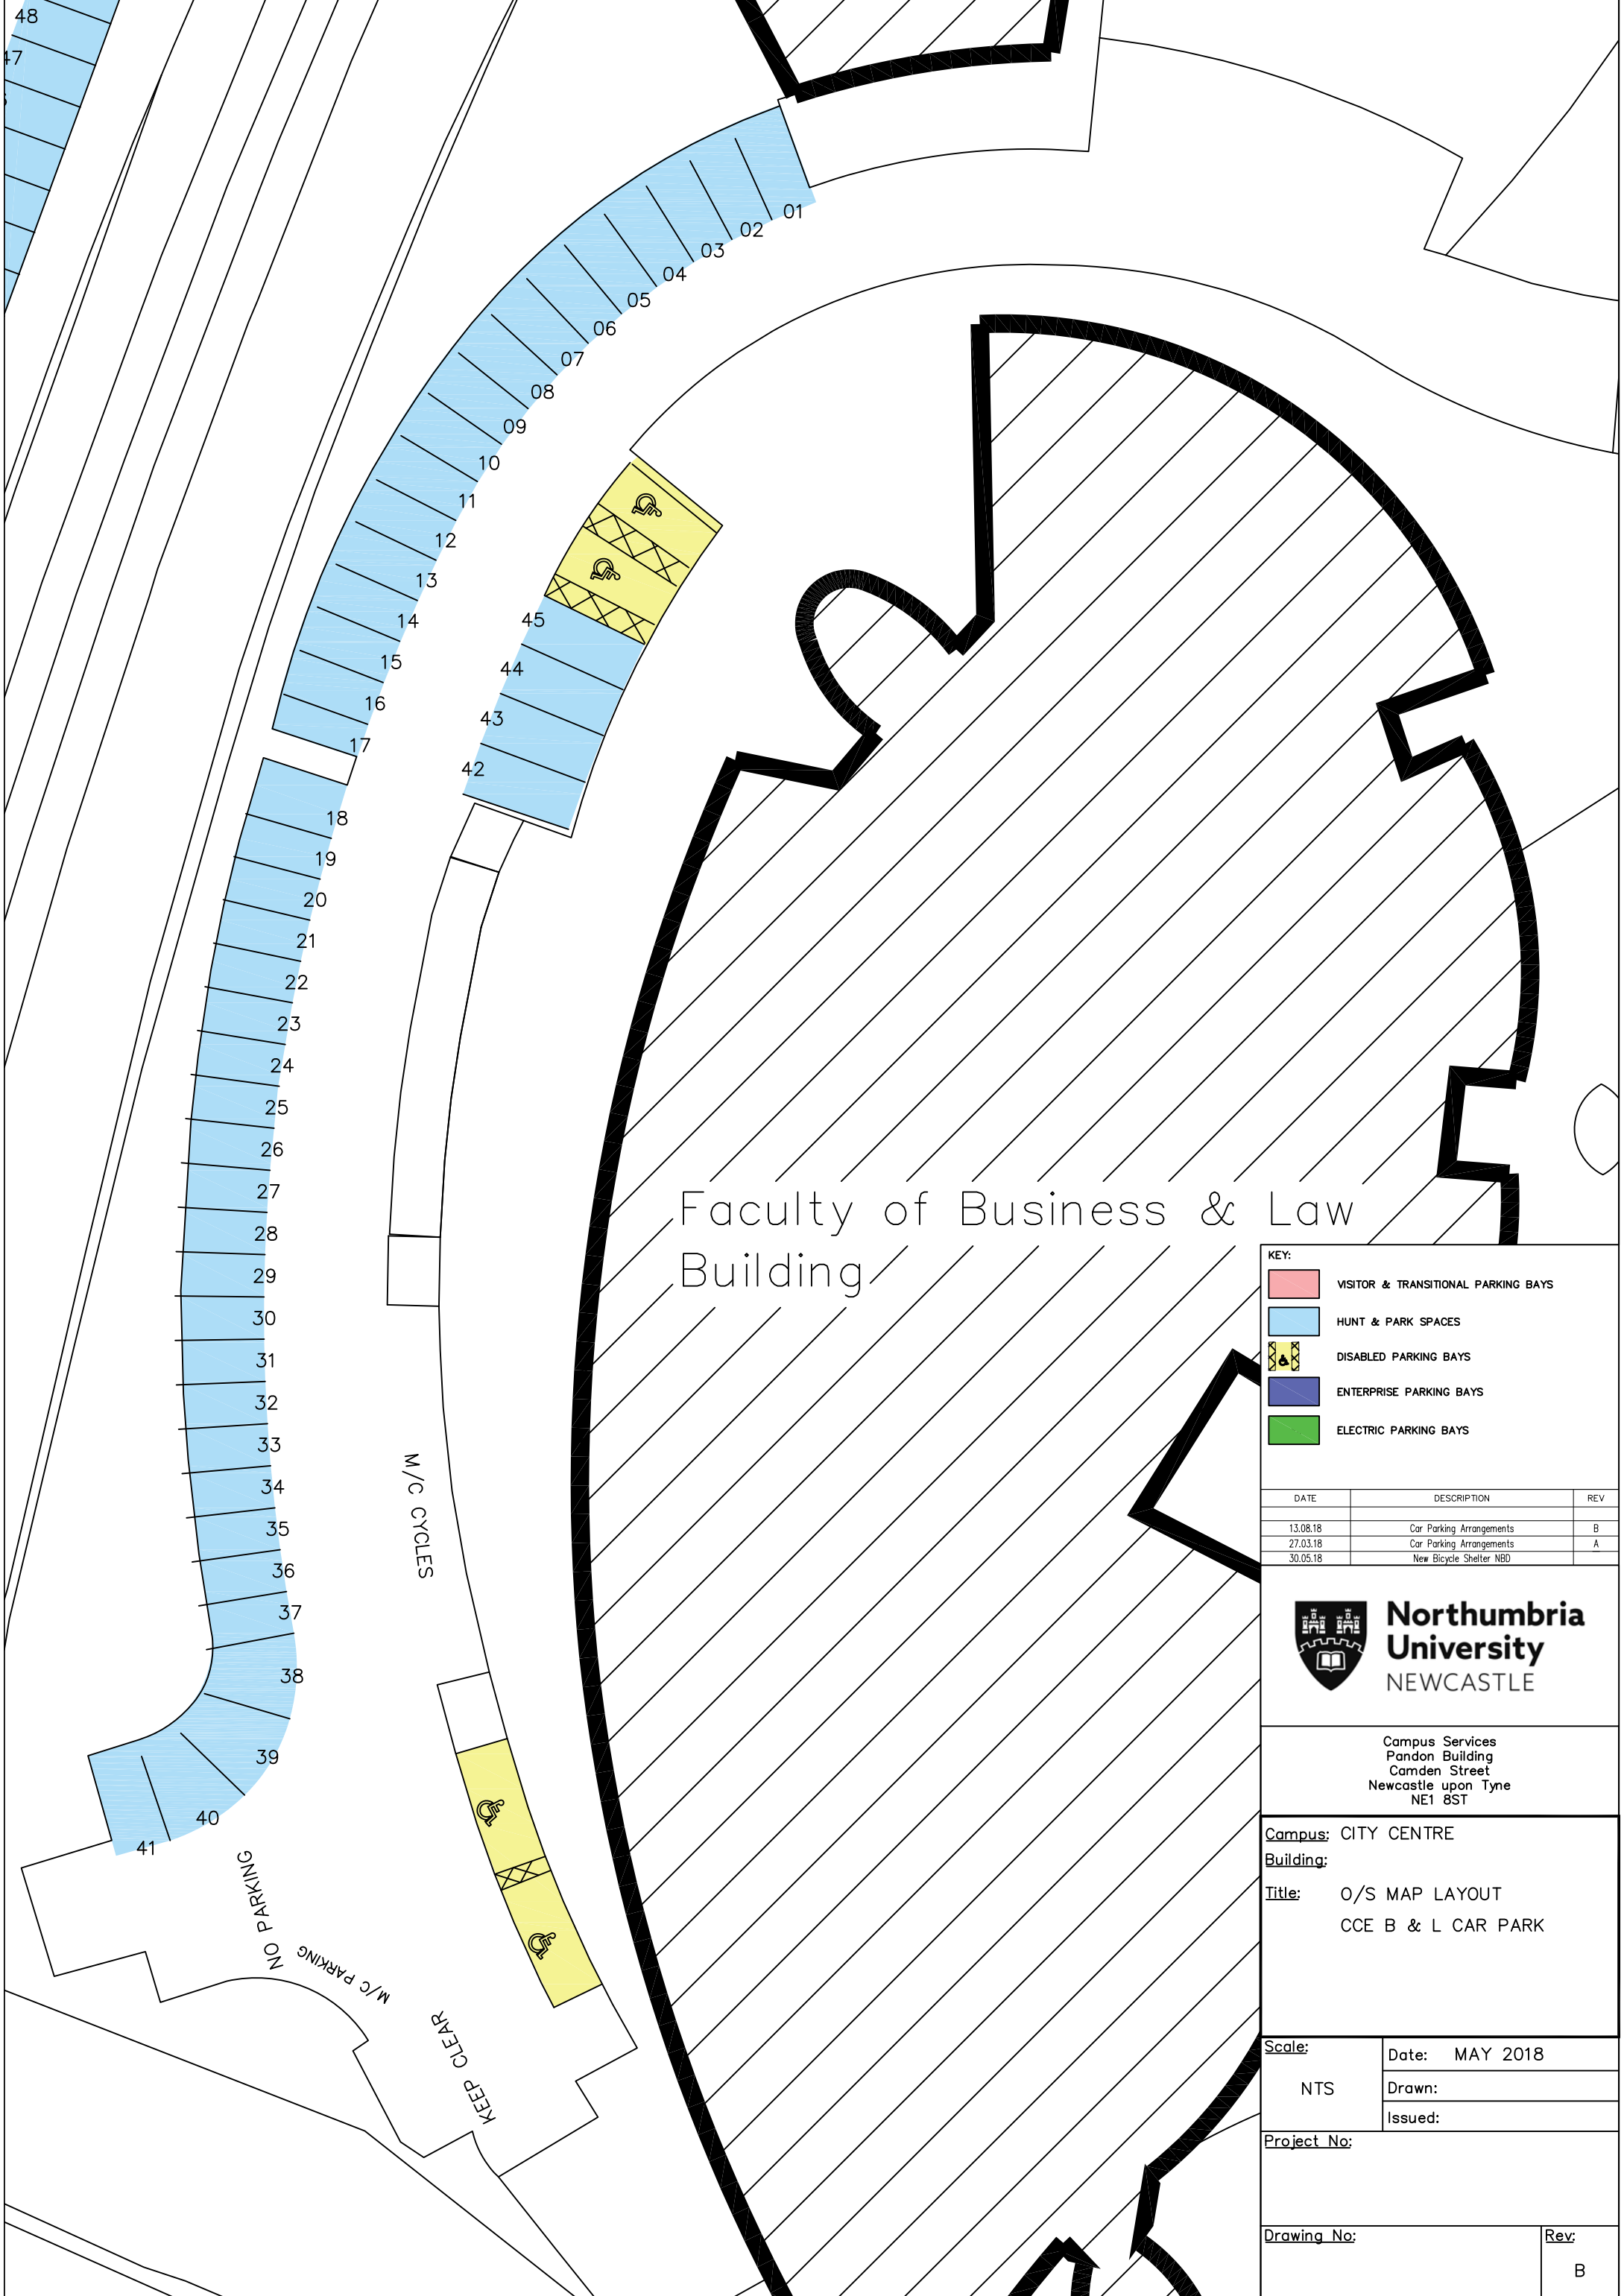 48
47
01
02
03
04
05
06
07
08
09
10
11
12
13
14
15
16
17
45
44
43
42
18
19
20
21
22
23
24
25
26
27
28
29
30
31
32
33
34
35
36
37
38
39
40
41
M/C CYCLES
NO PARKING
M/C PARKING
KEEP CLEAR
Faculty of Business & Law
Building
KEY:
VISITOR & TRANSITIONAL PARKING BAYS
HUNT & PARK SPACES
DISABLED PARKING BAYS
ENTERPRISE PARKING BAYS
ELECTRIC PARKING BAYS
DATE DESCRIPTION REV
13.08.18 Car Parking Arrangements B
27.03.18 Car Parking Arrangements A
30.05.18 New Bicycle Shelter NBD
Northumbria
University
NEWCASTLE
Campus Services
Pandon Building
Camden Street
Newcastle upon Tyne
NE1 8ST
Campus: CITY CENTRE
Building:
Title: O/S MAP LAYOUT
CCE B & L CAR PARK
Scale:
NTS
Date: MAY 2018
Drawn:
Issued:
Project No:
Drawing No:
Rev:
B